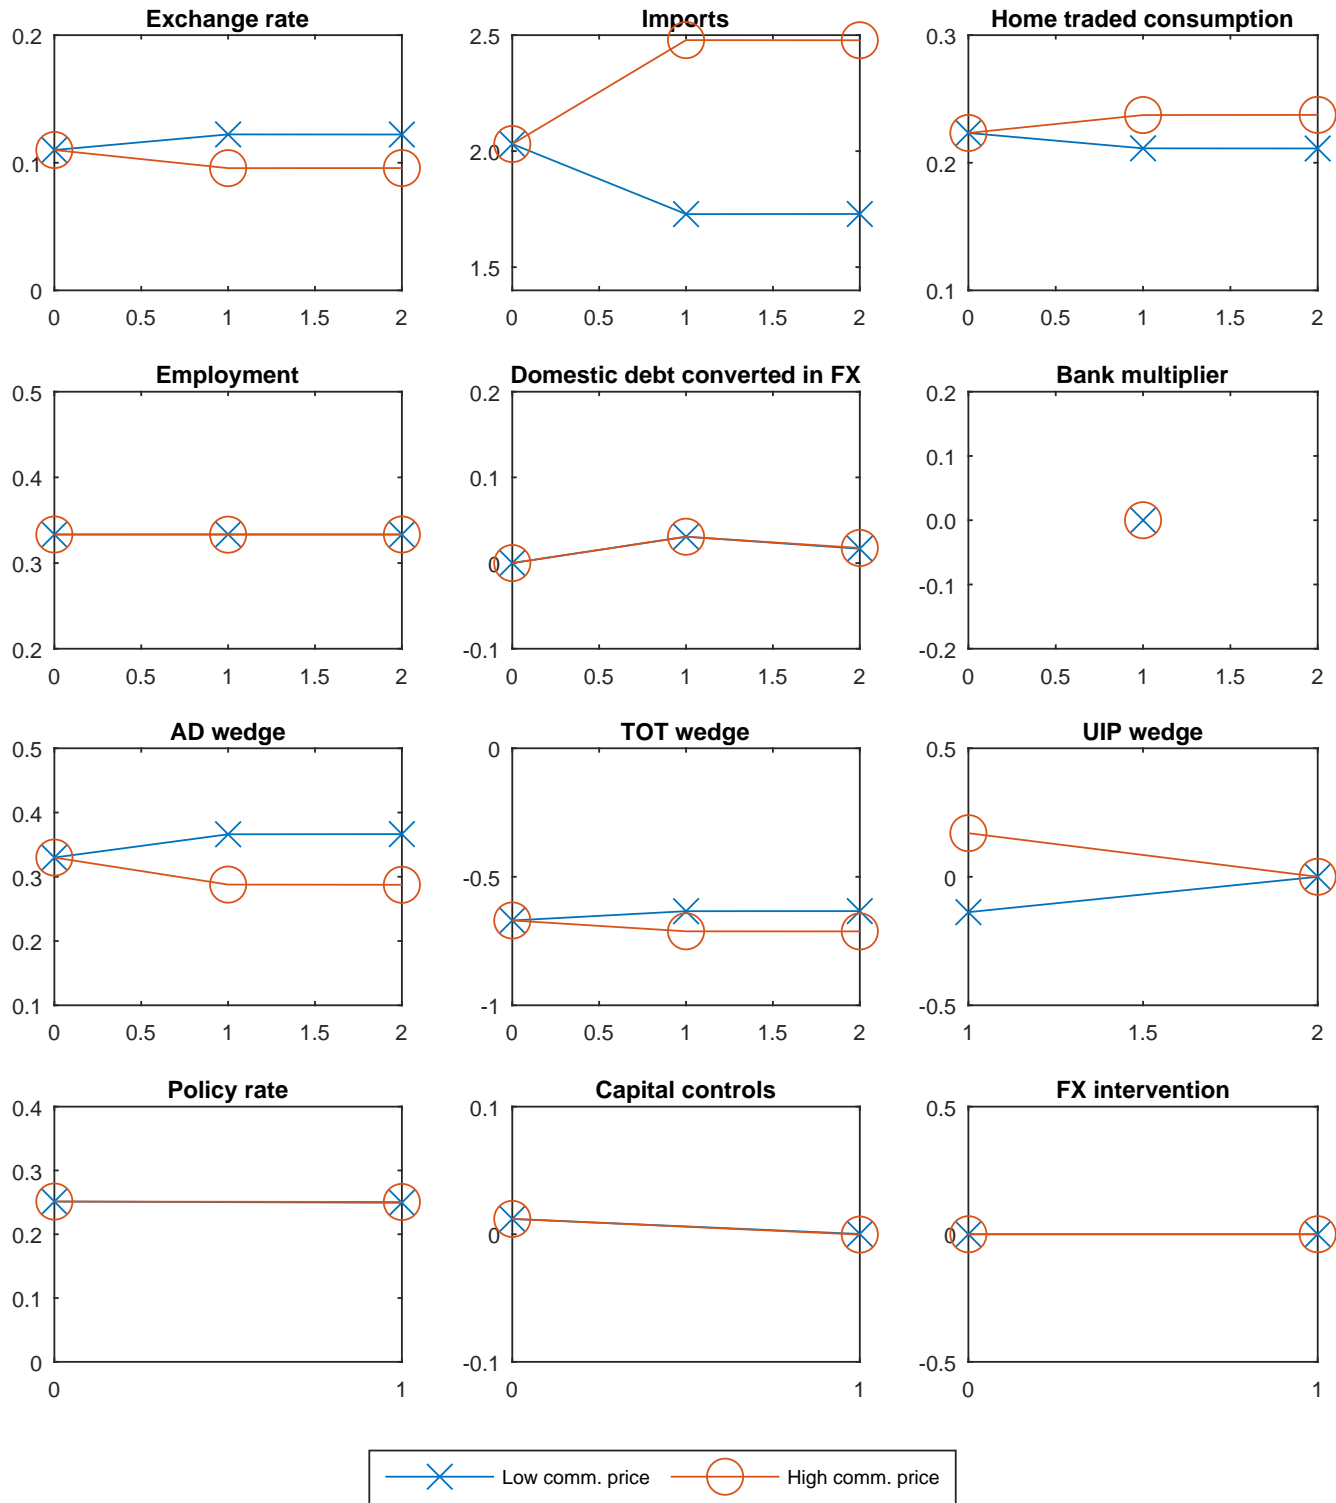 Exchange rate
0.2
0.1
0
0 0.5 1 1.5 2
Imports
2.5
2.0
1.5
0 0.5 1 1.5 2
Home traded consumption
0.3
0.2
0.1
0 0.5 1 1.5 2
Employment
0.5
0.4
0.3
0.2
0 0.5 1 1.5 2
Domestic debt converted in FX
0.2
0.1
0
-0.1
0 0.5 1 1.5 2
Bank multiplier
0.2
0.1
0.0
-0.1
-0.2
0 0.5 1 1.5 2
AD wedge
0.5
0.4
0.3
0.2
0.1
0 0.5 1 1.5 2
TOT wedge
0
-0.5
-1
0 0.5 1 1.5 2
UIP wedge
0.5
0
-0.5
1 1.5 2
Policy rate
0.4
0.3
0.2
0.1
0
0 1
Capital controls
0.1
0
-0.1
0 1
FX intervention
0.5
0
-0.5
0 1
Low comm. price High comm. price